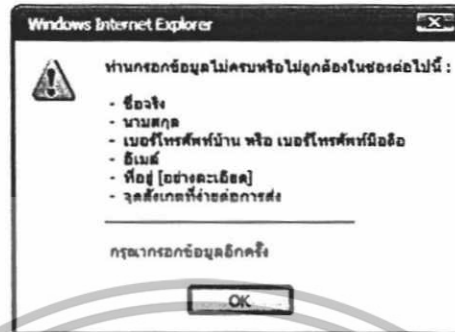 Windows Internet Explorer
ท่านกรอกข้อมูลไม่ครบหรือไม่ถูกต้องในช่องต่อไปนี้ :
- ชื่อจริง
- นามสกุล
- เบอร์โทรศัพท์บ้าน หรือ เบอร์โทรศัพท์มือถือ
- อีเมล์
- ที่อยู่ [อย่างละเอียด]
- จุดสังเกตที่ง่ายต่อการส่ง
กรุณากรอกข้อมูลอีกครั้ง
OK